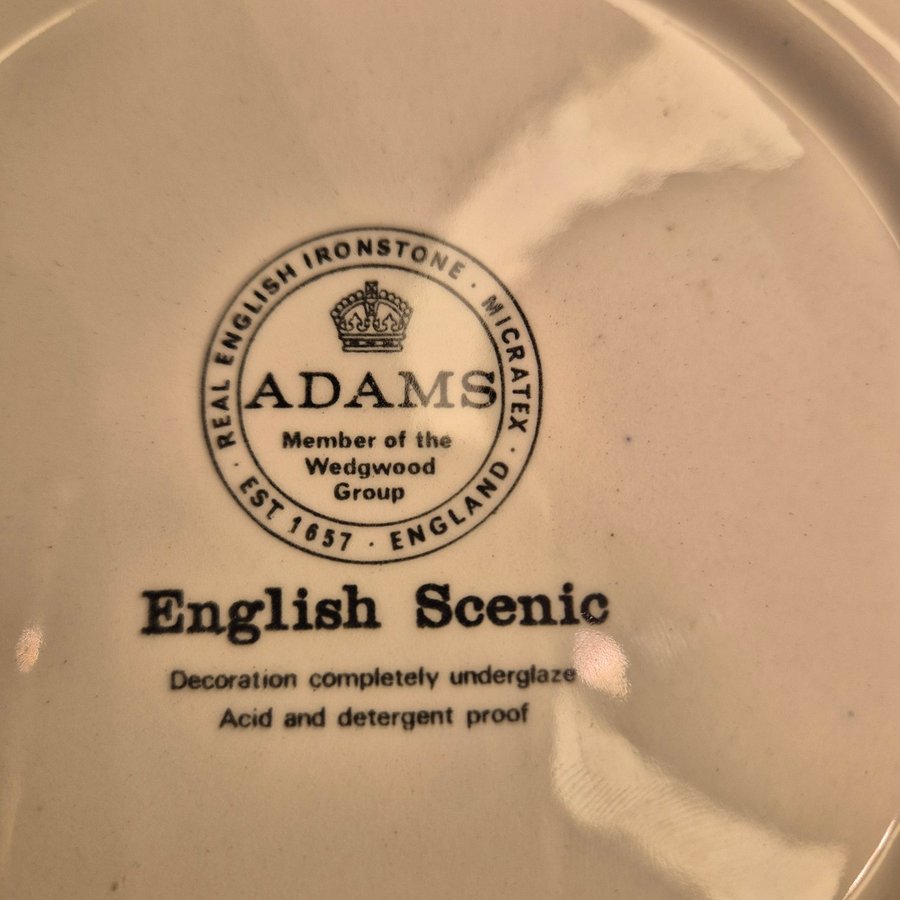 REAL ENGLISH IRONSTONE · MICRATEX ·
ADAMS
Member of the
Wedgwood
Group
EST 1657 · ENGLAND ·
English Scenic
Decoration completely underglaze
Acid and detergent proof